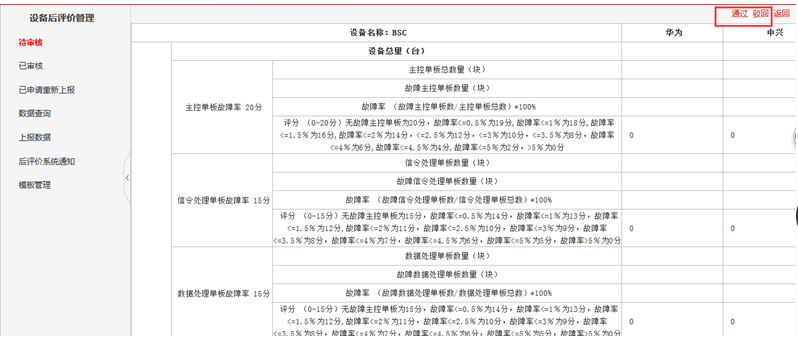 通过 驳回 返回
设备后评价管理
待审核
已审核
已申请重新上报
数据查询
上报数据
后评价系统通知
模板管理
设备名称：BSC 华为 中兴
设备总量（台）
主控单板故障率 20分
主控单板总数量（块）
故障主控单板数量（块）
故障率 （故障主控单板数/主控单板总数）*100%
评分 （0-20分）无故障主控单板为20分，故障率<=0.5％为19分,故障率<=1％为18分,故障率
<=1.5％为16分,故障率<=2％为14分，<=2.5％为12分，<=3％为10分，<=3.5％为8分，故障率
<=4％为6分,故障率<=4.5％为4分,故障率<=5％为2分，>5％为0分
0 0
信令处理单板故障率 15分
信令处理单板数量（块）
故障信令处理单板数量（块）
故障率 （故障信令处理单板数/信令处理单板总数）*100%
评分 （0-15分）无故障主控单板为15分，故障率<=0.5％为14分，故障率<=1％为13分，故障率
<=1.5％为12分,故障率<=2％为11分，故障率<=2.5％为10分，故障率<=3％为9分，故障率
<=3.5％为8分，故障率<=4％为7分，故障率<=4.5％为6分，故障率<=5％为5分，故障率>5％为0分
0 0
数据处理单板故障率 15分
数据处理单板数量（块）
故障数据处理单板数量（块）
故障率 （故障数据处理单板数/数据处理单板总数）*100%
评分 （0-15分）无故障主控单板为15分，故障率<=0.5％为14分，故障率<=1％为13分，故障率
<=1.5％为12分,故障率<=2％为11分，故障率<=2.5％为10分，故障率<=3％为9分，故障率
<=3.5％为8分，故障率<=4％为7分，故障率<=4.5％为6分，故障率<=5％为5分，故障率>5％为0分
0 0